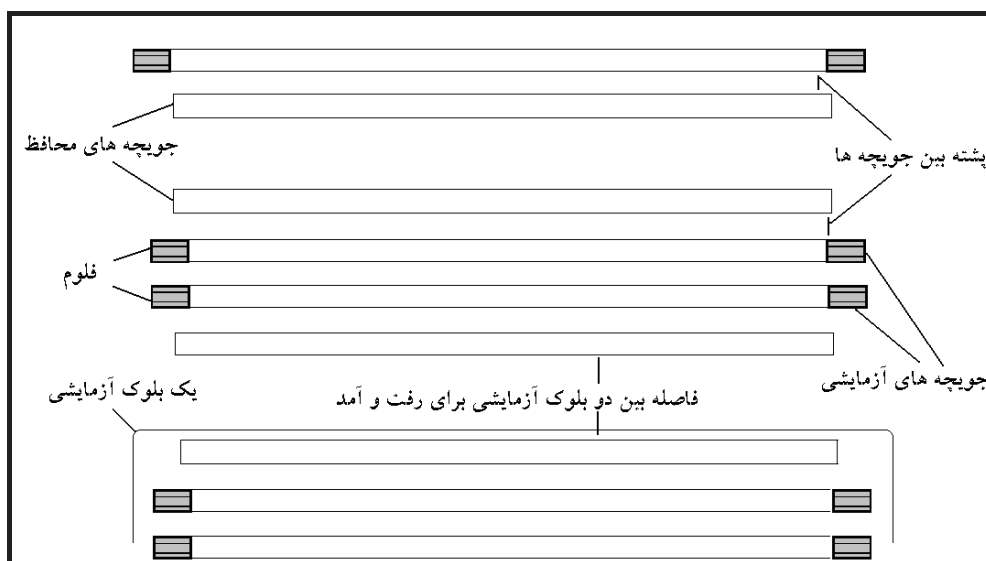 جویچه های محافظ
پشته بین جویچه ها
فلوم
جویچه های آزمایشی
یک بلوک آزمایشی
فاصله بین دو بلوک آزمایشی برای رفت و آمد